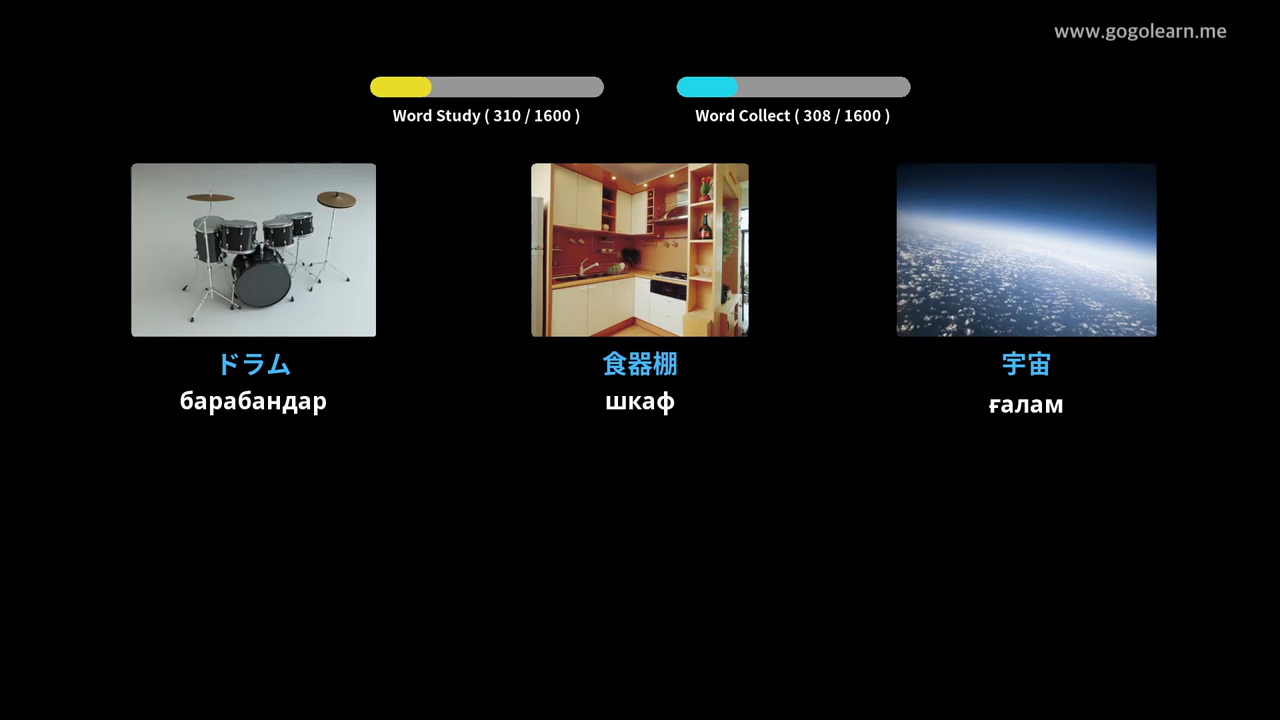 www.gogolearn.me
Word Study ( 310 / 1600 )
Word Collect ( 308 / 1600 )
ドラム
барабандар
食器棚
шкаф
宇宙
ғалам